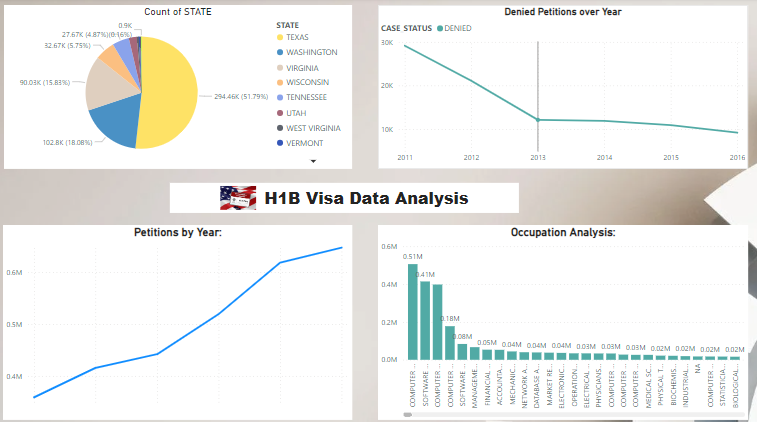 Count of STATE
0.9K
27.67K (4.87%)(0.16%)
32.67K (5.75%)
90.03K (15.83%)
102.8K (18.08%)
294.46K (51.79%)
STATE
TEXAS
WASHINGTON
VIRGINIA
WISCONSIN
TENNESSEE
UTAH
WEST VIRGINIA
VERMONT
Denied Petitions over Year
CASE STATUS DENIED
30K
20K
10K
2011 2012 2013 2014 2015 2016
H1B Visa Data Analysis
Petitions by Year:
0.6M
0.5M
0.4M
Occupation Analysis:
0.6M
0.4M
0.2M
0.0M
0.51M
0.41M
0.18M
0.08M
0.05M 0.04M 0.04M 0.04M 0.03M 0.03M 0.03M 0.02M 0.02M 0.02M 0.02M
COMPUTER ...
SOFTWARE ...
COMPUTER ...
COMPUTER ...
SOFTWARE ...
MANAGEME...
FINANCIAL ...
ACCOUNTA...
MECHANIC...
NETWORK A...
DATABASE A...
MARKET RE...
ELECTRONIC...
OPERATION...
ELECTRICAL ...
PHYSICIANS...
COMPUTER ...
COMPUTER ...
COMPUTER ...
MEDICAL SC...
PHYSICAL T...
BIOCHEMIS...
INDUSTRIAL...
NA
COMPUTER ...
STATISTICIA...
BIOLOGICAL...